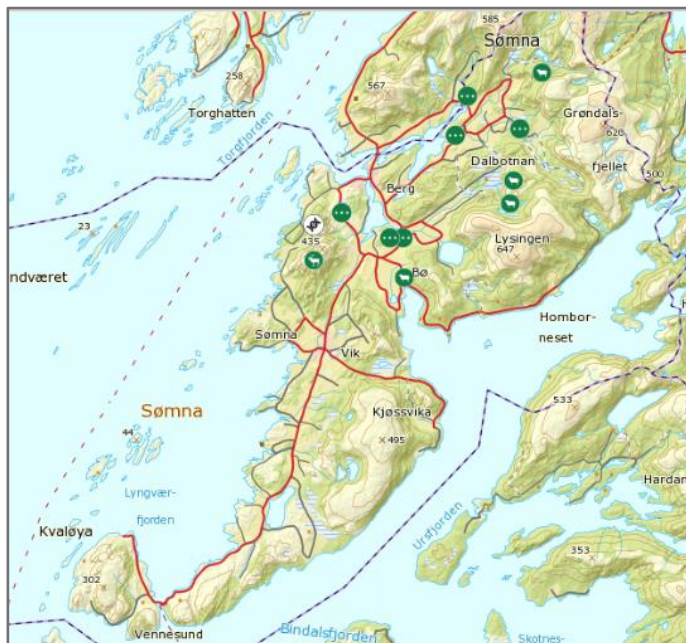 585
Sømna
567
258
Torghatten
Grøndals-
620
fjellet
Torgfjorden
Dalbotnan
500
Berg
23
435
Lysingen
647
ndværet
Bø
Hombor-
neset
Sømna
Vik
Sømna
Kjøssvika
533
44
495
Lyngvær-
fjorden
Hardan
Kvaløya
Ursfjorden
353
302
Vennesund
Bindalsfjorden
Skotnes-